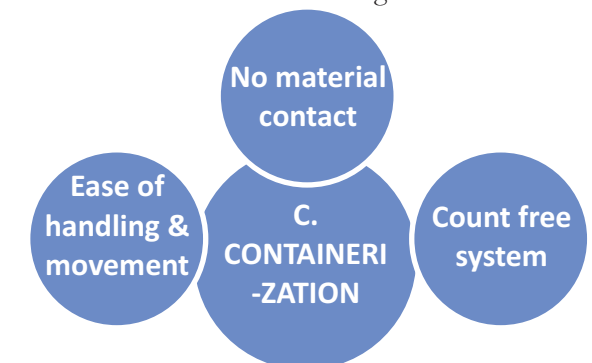 No material
contact
Ease of
handling &
movement
C.
CONTAINERI
-ZATION
Count free
system